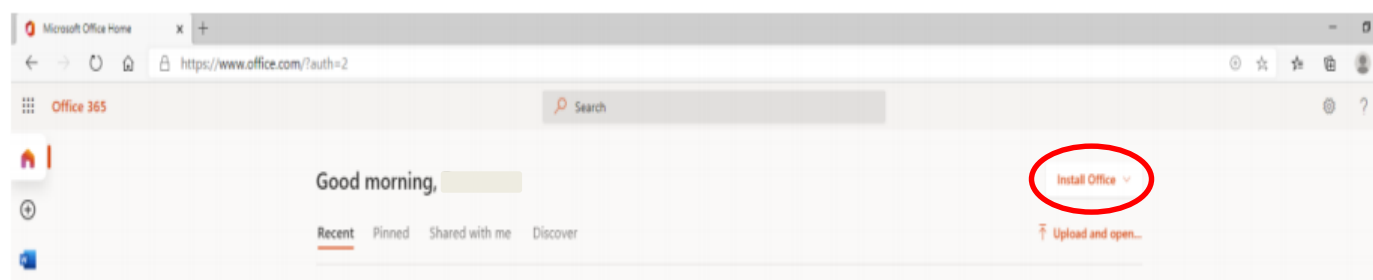 Microsoft Office Home
https://www.office.com/?auth=2
Office 365
Search
?
Good morning,
Install Office
Recent Pinned Shared with me Discover
Upload and open...